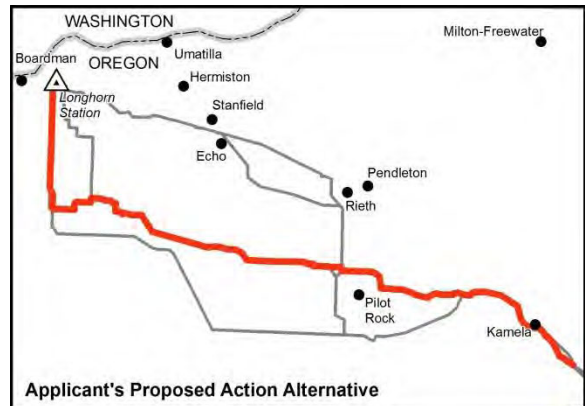 WASHINGTON
Milton-Freewater
Umatilla
Boardman
OREGON
Hermiston
Longhorn
Station
Stanfield
Echo
Pendleton
Rieth
Pilot
Rock
Kamela
Applicant's Proposed Action Alternative